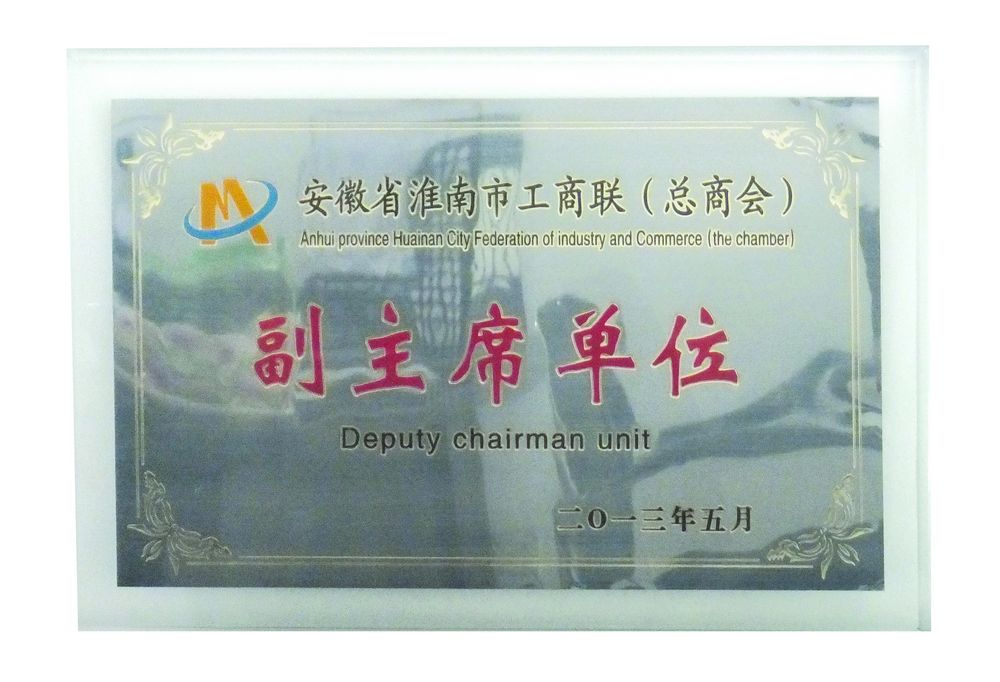 安徽省淮南市工商联（总商会）
Anhui province Huainan City Federation of industry and Commerce (the chamber)
副主席单位
Deputy chairman unit
二〇一三年五月